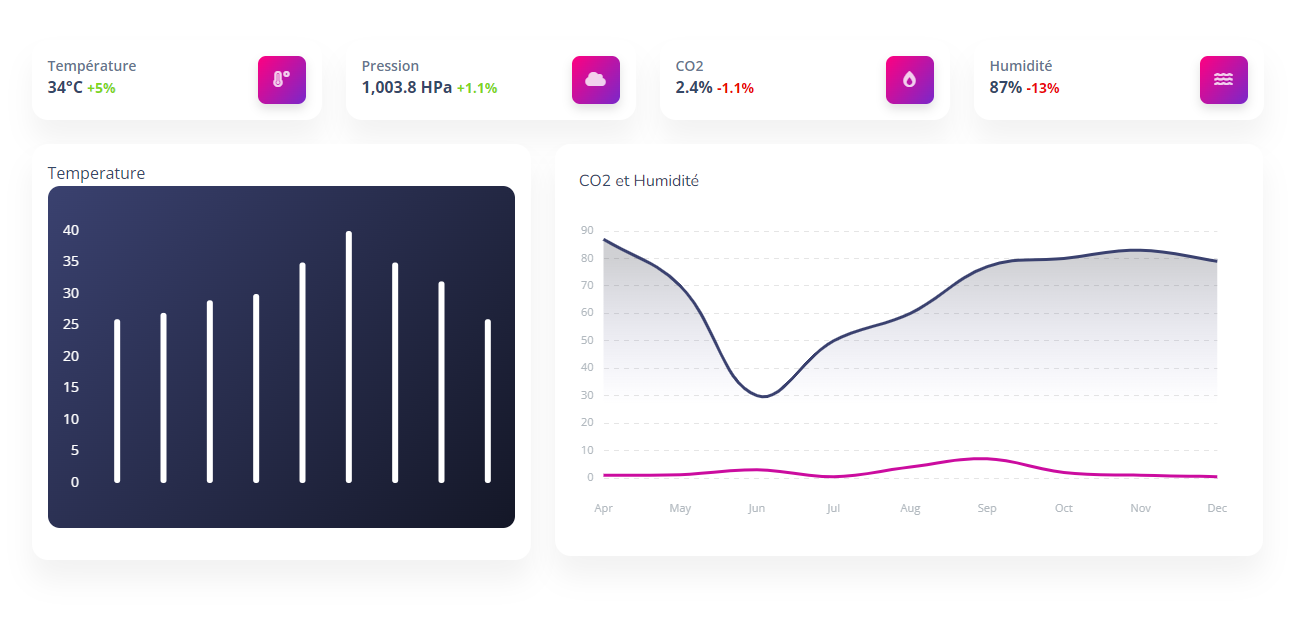 Température
34°C +5%
Pression
1,003.8 HPa +1.1%
CO2
2.4% -1.1%
Humidité
87% -13%
Temperature
40
35
30
25
20
15
10
5
0
CO2 et Humidité
90
80
70
60
50
40
30
20
10
0
Apr May Jun Jul Aug Sep Oct Nov Dec